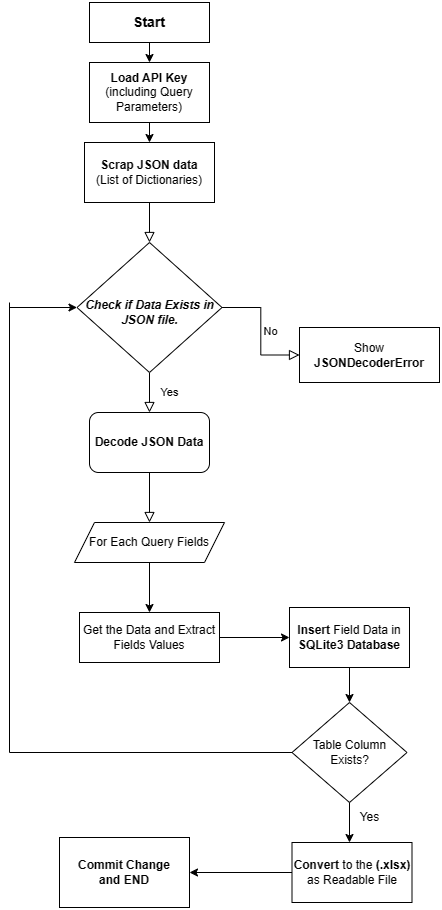 Start
Load API Key
(including Query
Parameters)
Scrap JSON data
(List of Dictionaries)
Check if Data Exists in
JSON file.
No
Show
JSONDecoderError
Yes
Decode JSON Data
For Each Query Fields
Get the Data and Extract
Fields Values
Insert Field Data in
SQLite3 Database
Table Column
Exists?
Yes
Convert to the (.xlsx)
as Readable File
Commit Change
and END